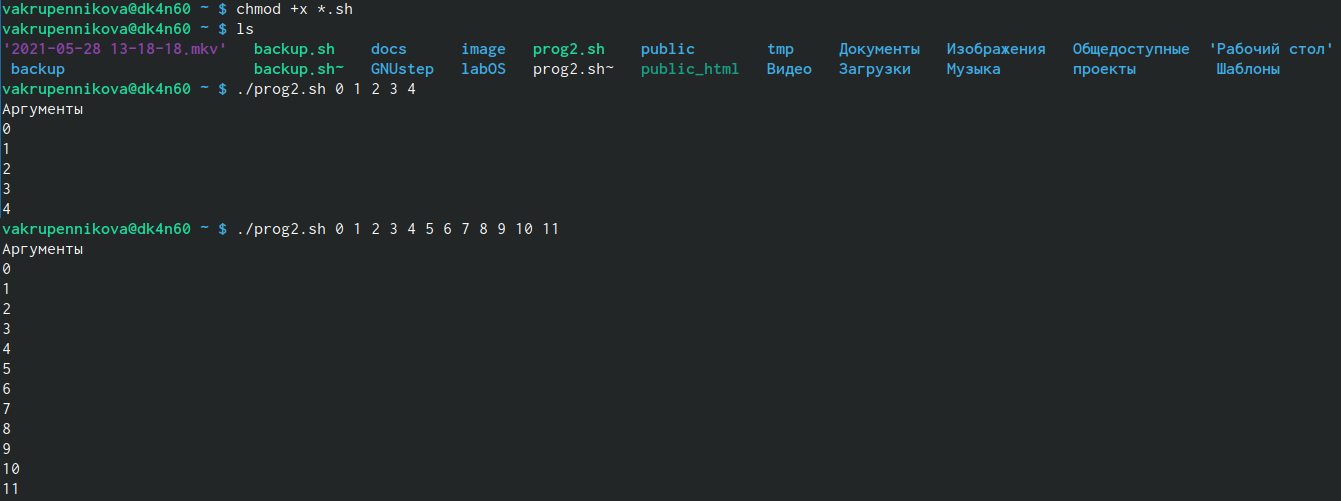 vakrupennikova@dk4n60 ~ $ chmod +x *.sh
vakrupennikova@dk4n60 ~ $ ls
'2021-05-28 13-18-18.mkv' backup.sh docs image prog2.sh public tmp Документы Изображения Общедоступные 'Рабочий стол'
backup backup.sh~ GNUstep labOS prog2.sh~ public_html Видео Загрузки Музыка проекты Шаблоны
vakrupennikova@dk4n60 ~ $ ./prog2.sh 0 1 2 3 4
Аргументы
0
1
2
3
4
vakrupennikova@dk4n60 ~ $ ./prog2.sh 0 1 2 3 4 5 6 7 8 9 10 11
Аргументы
0
1
2
3
4
5
6
7
8
9
10
11